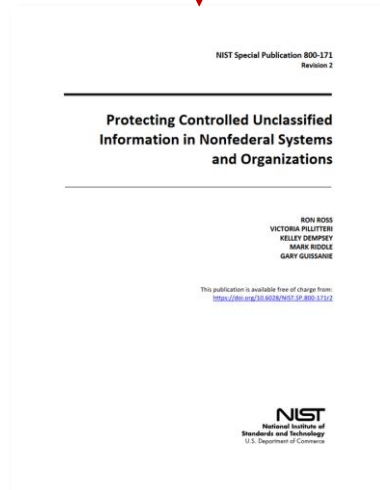 NIST Special Publication 800-171
Revision 2
Protecting Controlled Unclassified
Information in Nonfederal Systems
and Organizations
RON ROSS
VICTORIA PILLITTERI
KELLEY DEMPSEY
MARK RIDDLE
GARY GUISSANIE
This publication is available free of charge from:
https://doi.org/10.6028/NIST.SP.800-171r2
NIST
National Institute of
Standards and Technology
U.S. Department of Commerce